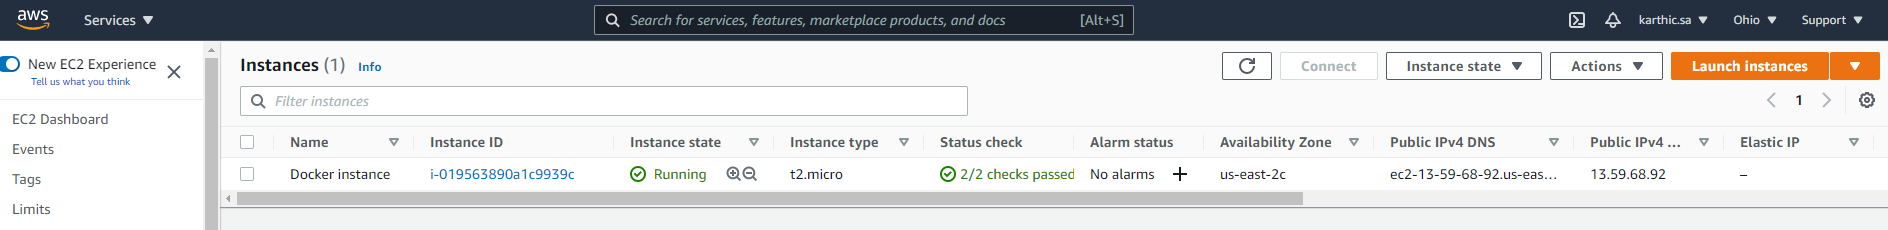 aws Services Search for services, features, marketplace products, and docs [Alt+S] karthic.sa Ohio Support
New EC2 Experience
Tell us what you think
EC2 Dashboard
Events
Tags
Limits
Instances (1) Info Connect Instance state Actions Launch instances
Filter instances 1
Name Instance ID Instance state Instance type Status check Alarm status Availability Zone Public IPv4 DNS Public IPv4 ... Elastic IP
Docker instance i-019563890a1c9939c Running t2.micro 2/2 checks passed No alarms + us-east-2c ec2-13-59-68-92.us-eas... 13.59.68.92 –